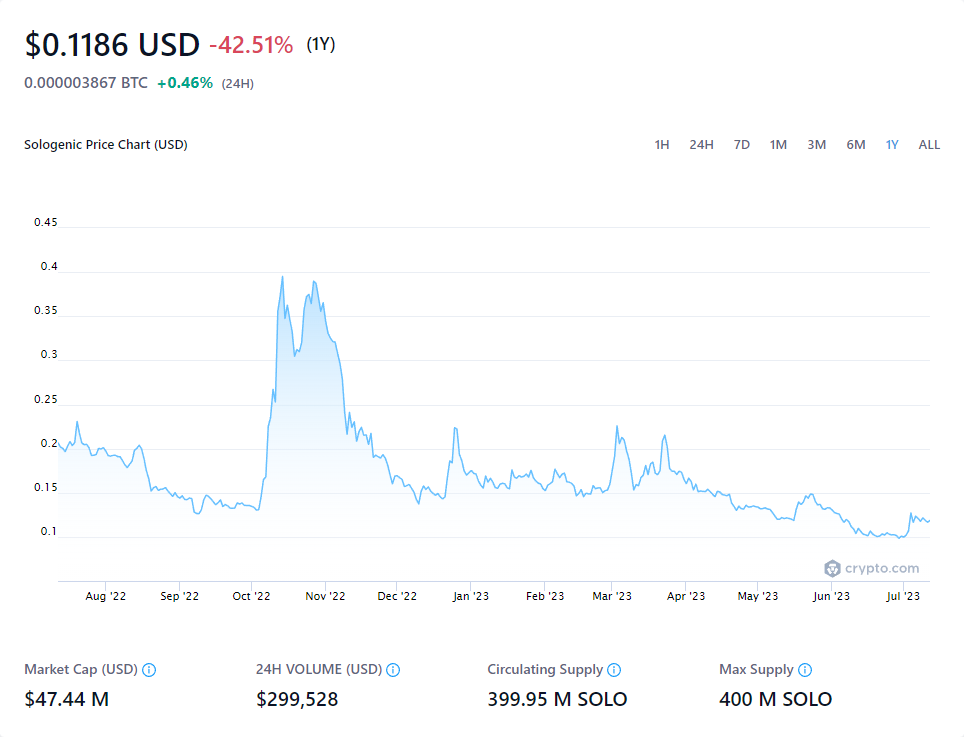 $0.1186 USD -42.51% (1Y)
0.000003867 BTC +0.46% (24H)
Sologenic Price Chart (USD) 1H 24H 7D 1M 3M 6M 1Y ALL
0.45
0.4
0.35
0.3
0.25
0.2
0.15
0.1
crypto.com
Aug '22 Sep '22 Oct '22 Nov '22 Dec '22 Jan '23 Feb '23 Mar '23 Apr '23 May '23 Jun '23 Jul '23
Market Cap (USD) 24H VOLUME (USD) Circulating Supply Max Supply
$47.44 M $299,528 399.95 M SOLO 400 M SOLO